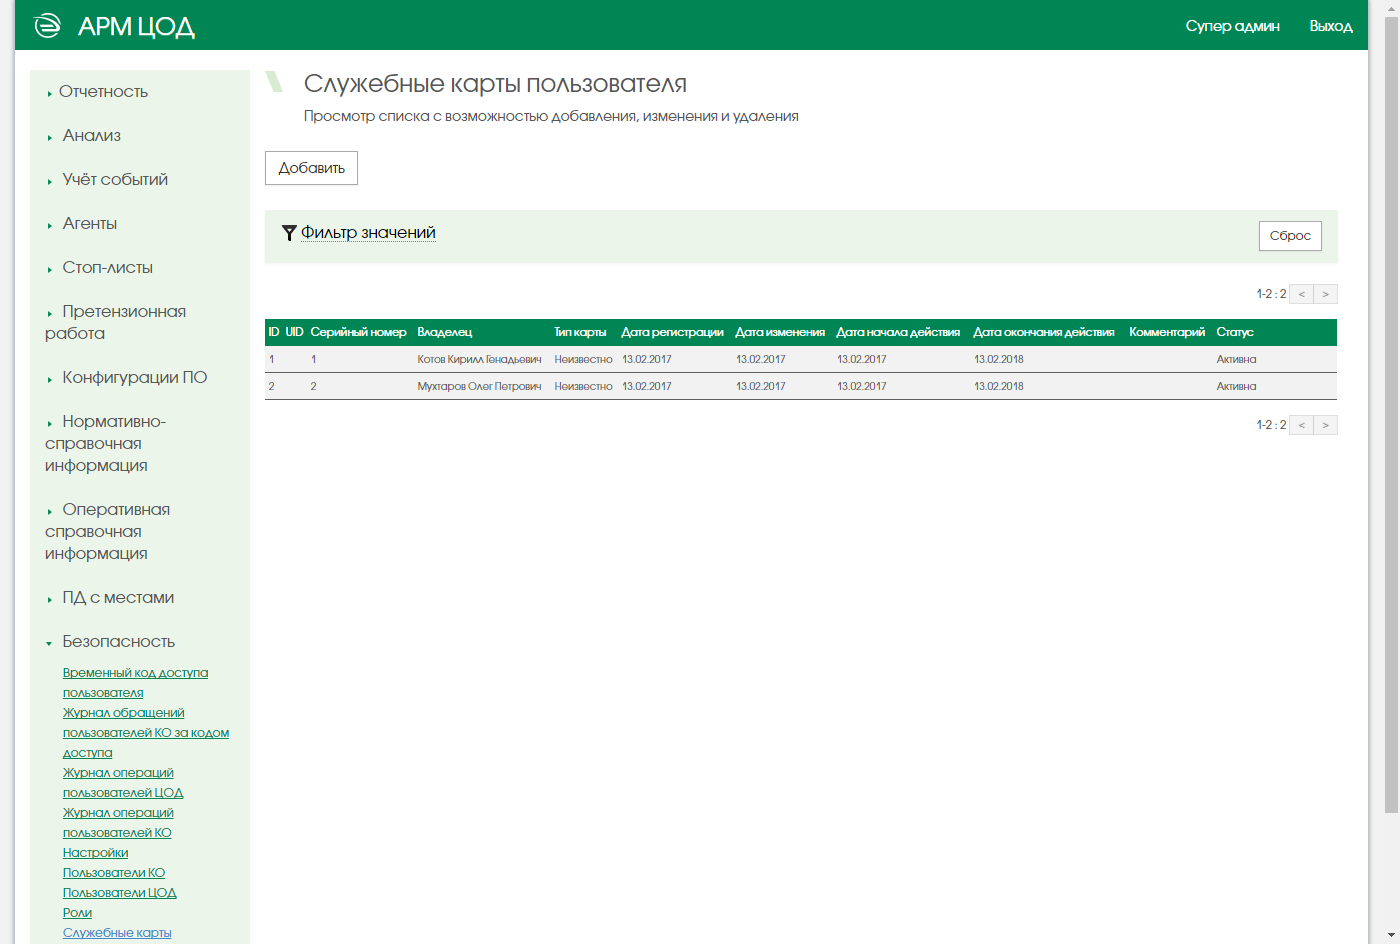 АРМ ЦОД
Супер админ
Выход
Отчетность
Анализ
Учёт событий
Агенты
Стоп-листы
Претензионная
работа
Конфигурации ПО
Нормативно-
справочная
информация
Оперативная
справочная
информация
ПД с местами
Безопасность
Временный код доступа
пользователя
Журнал обращений
пользователей КО за кодом
доступа
Журнал операций
пользователей ЦОД
Журнал операций
пользователей КО
Настройки
Пользователи КО
Пользователи ЦОД
Роли
Служебные карты
Служебные карты пользователя
Просмотр списка с возможностью добавления, изменения и удаления
Добавить
Фильтр значений
Сброс
1-2 : 2 < >
ID UID Серийный номер Владелец Тип карты Дата регистрации Дата изменения Дата начала действия Дата окончания действия Комментарий Статус
1 1 Котов Кирилл Генадьевич Неизвестно 13.02.2017 13.02.2017 13.02.2017 13.02.2018 Активна
2 2 Мухтаров Олег Петрович Неизвестно 13.02.2017 13.02.2017 13.02.2017 13.02.2018 Активна
1-2 : 2 < >